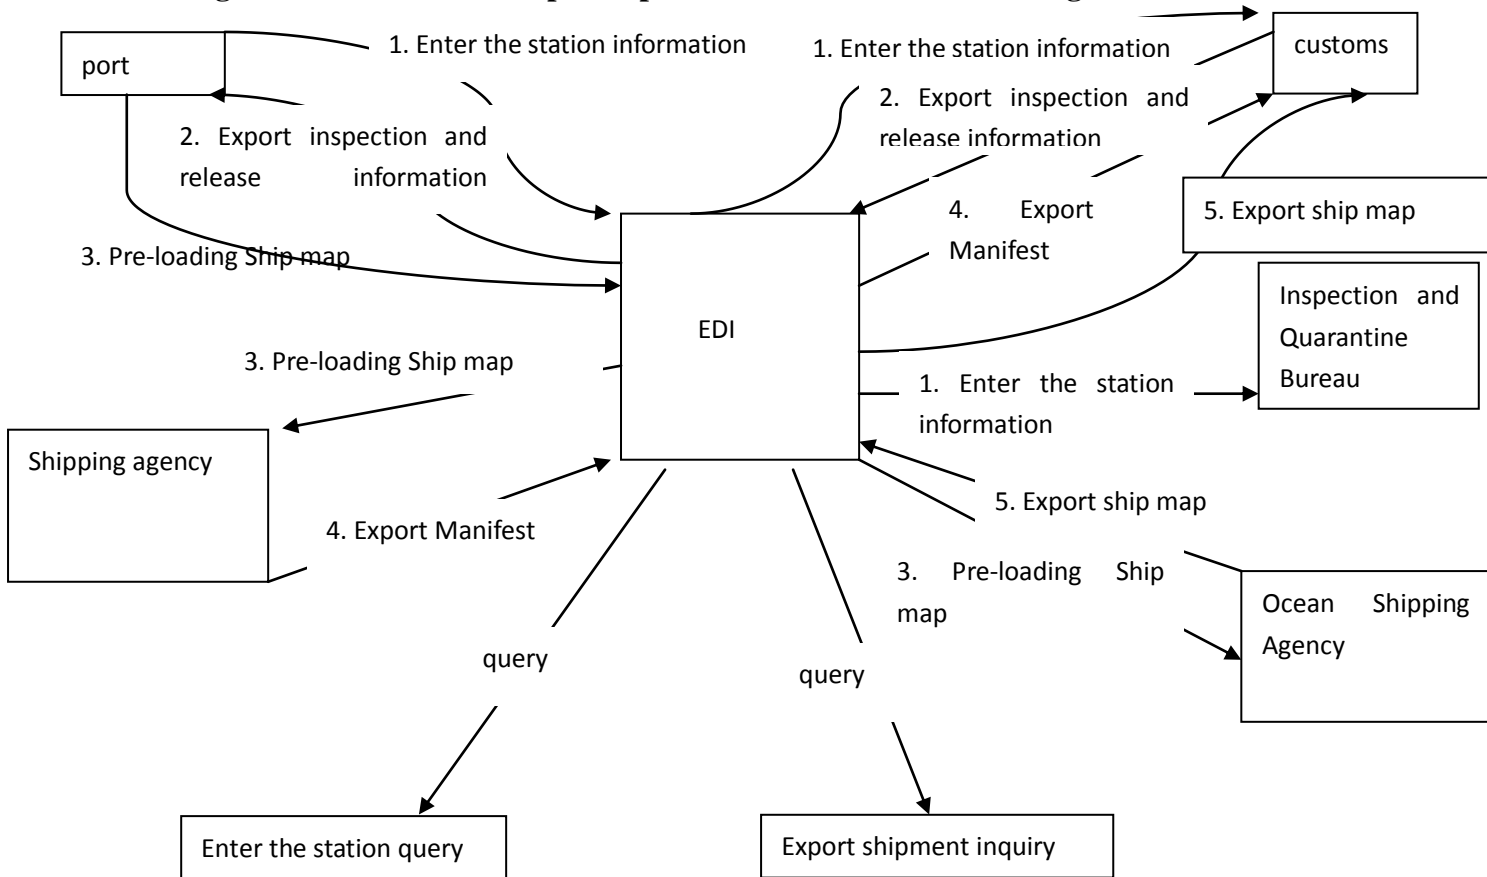 port
1. Enter the station information
1. Enter the station information
customs
2. Export inspection and
release information
2. Export inspection and
release information
3. Pre-loading Ship map
4. Export
Manifest
5. Export ship map
EDI
Inspection and
Quarantine
Bureau
3. Pre-loading Ship map
1. Enter the station
information
Shipping agency
4. Export Manifest
5. Export ship map
3. Pre-loading Ship
map
Ocean Shipping
Agency
query
query
Enter the station query
Export shipment inquiry